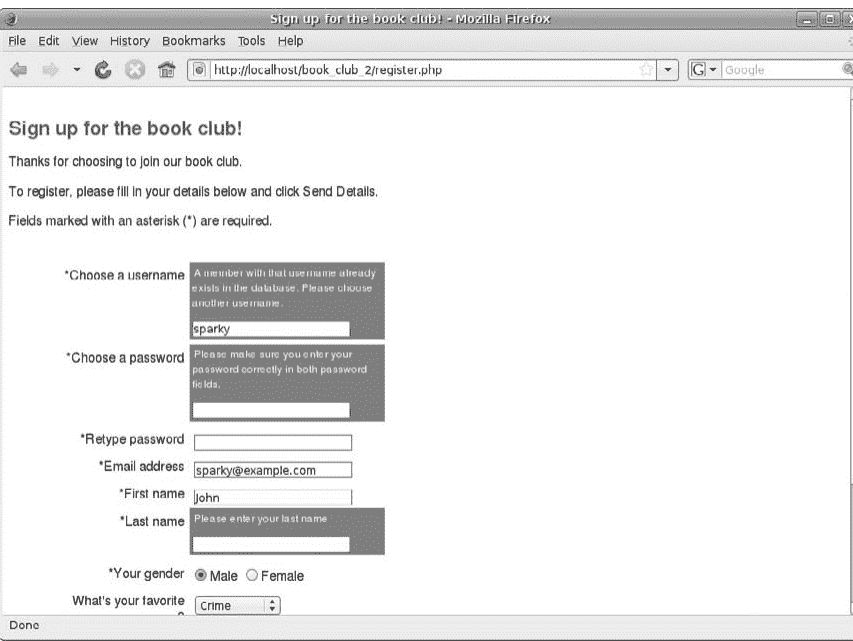 Sign up for the book club! - Mozilla Firefox
File Edit View History Bookmarks Tools Help
http://localhost/book_club_2/register.php
G Google
Sign up for the book club!
Thanks for choosing to join our book club.
To register, please fill in your details below and click Send Details.
Fields marked with an asterisk (*) are required.
*Choose a username
A member with that username already
exists in the database. Please choose
another username.
sparky
*Choose a password
Please make sure you enter your
password correctly in both password
fields.
*Retype password
*Email address sparky@example.com
*First name John
*Last name
Please enter your last name
*Your gender Male Female
What's your favorite
Crime
Done